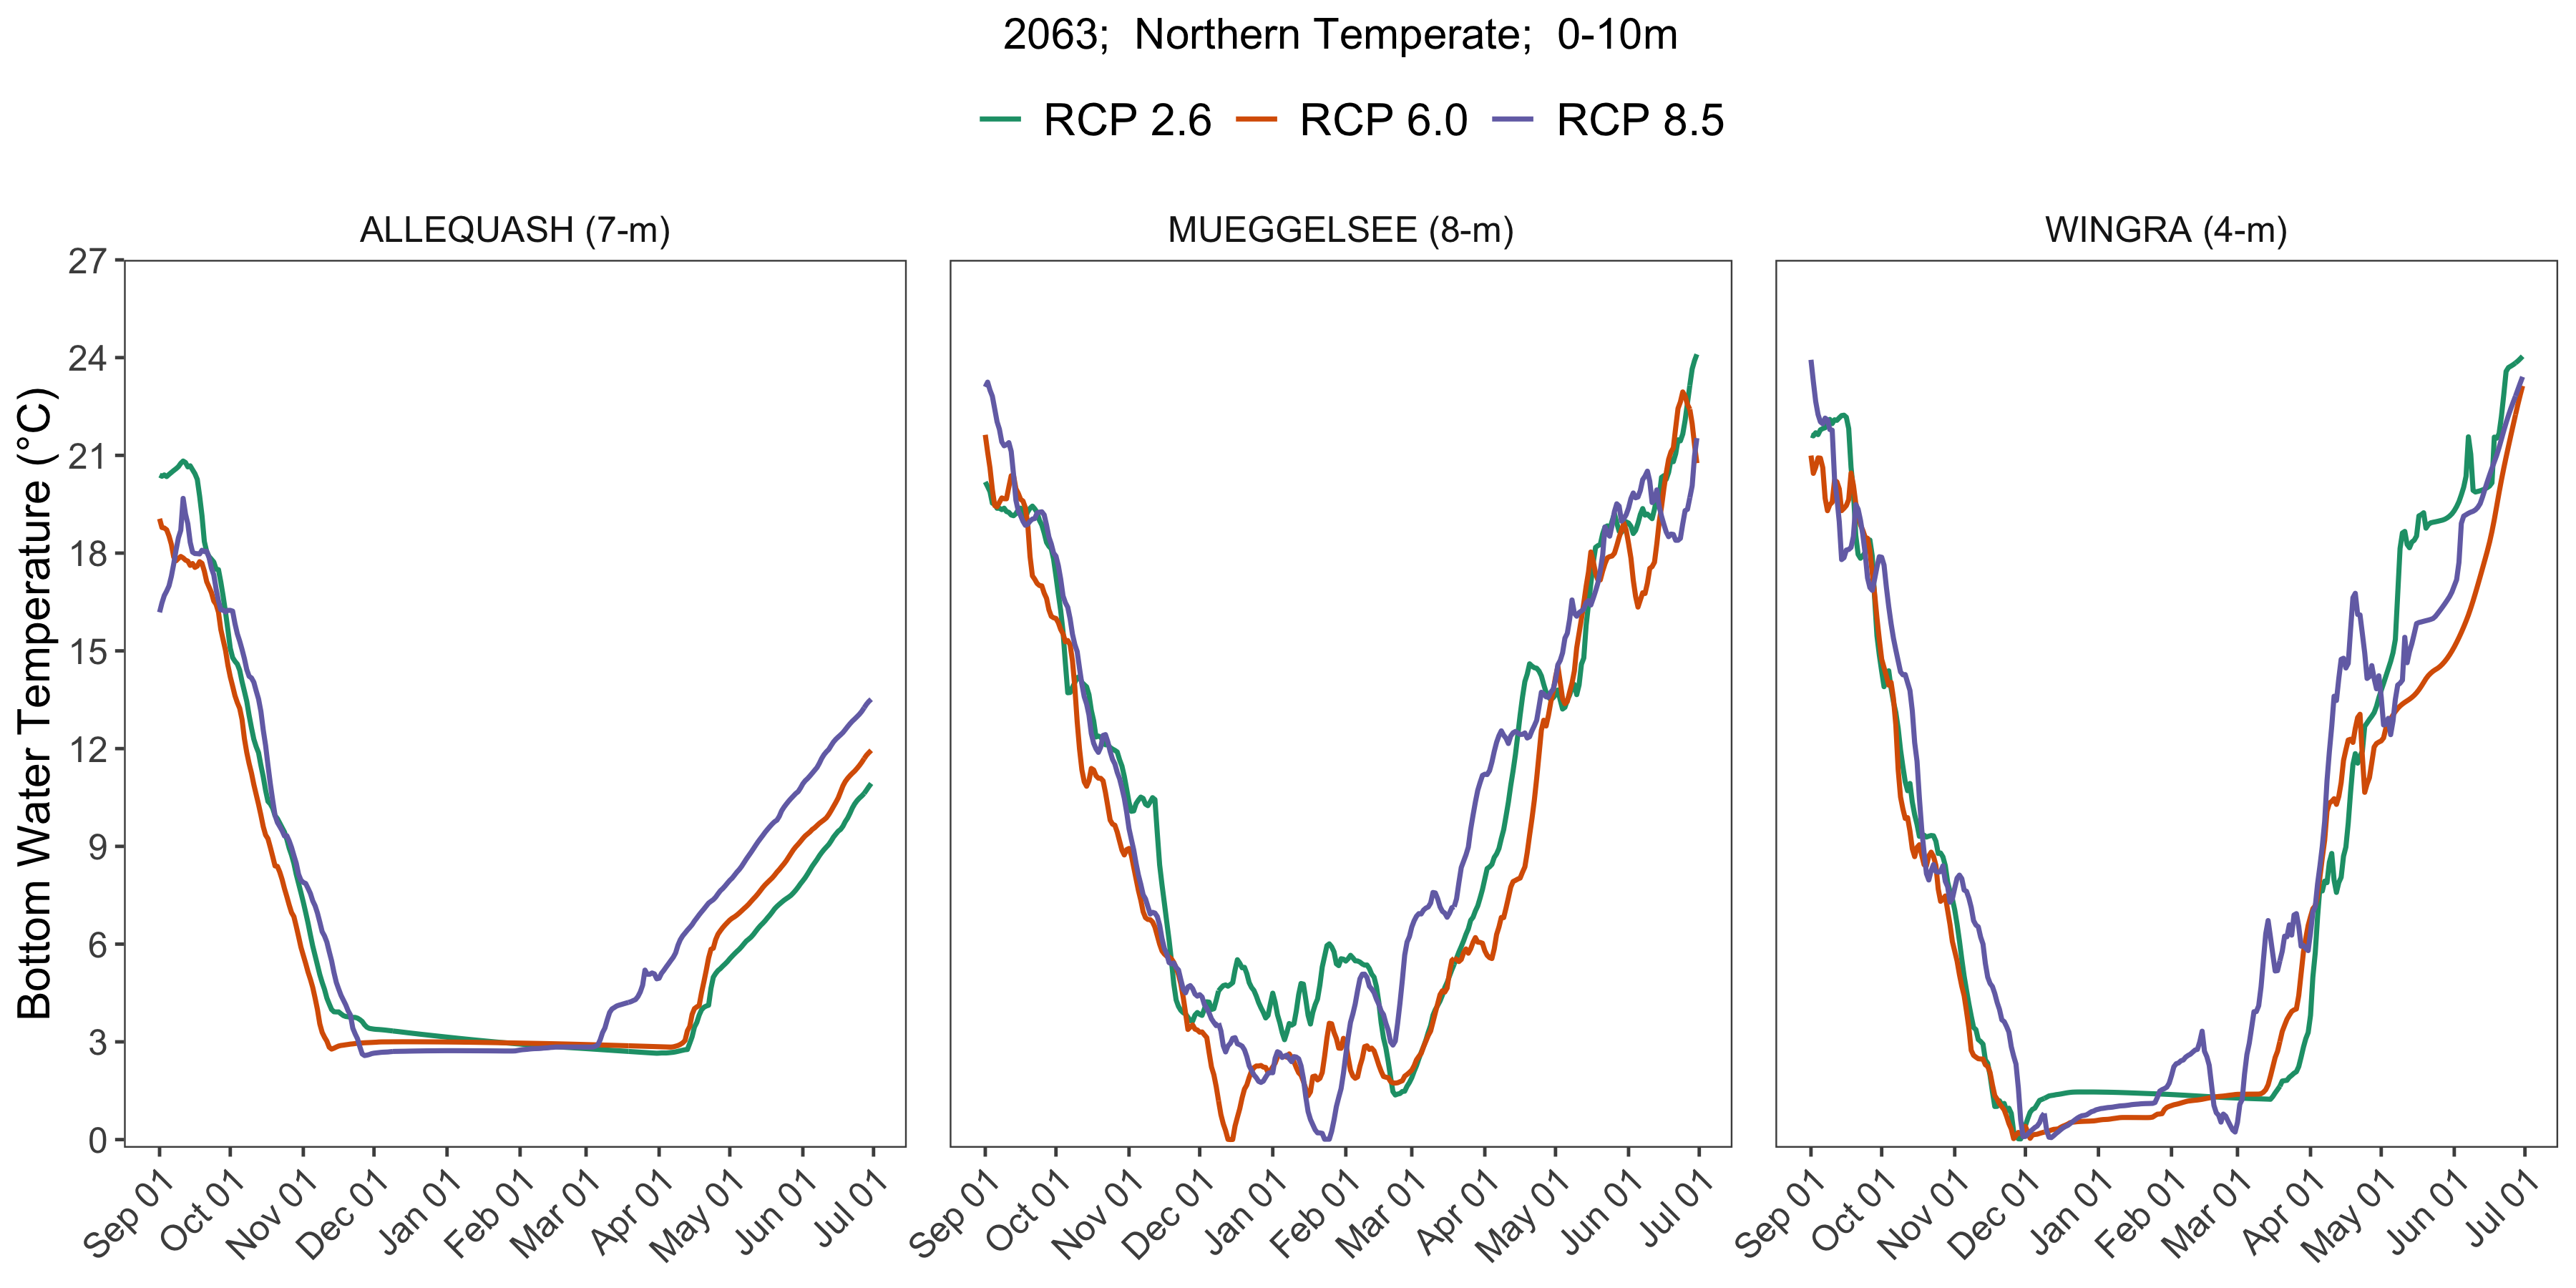 2063;  Northern Temperate;  0-10m
RCP 2.6 RCP 6.0 RCP 8.5
ALLEQUASH (7-m) MUEGGELSEE (8-m) WINGRA (4-m)
Bottom Water Temperature (°C)
27
24
21
18
15
12
9
6
3
0
Sep 01 Oct 01 Nov 01 Dec 01 Jan 01 Feb 01 Mar 01 Apr 01 May 01 Jun 01 Jul 01 Sep 01 Oct 01 Nov 01 Dec 01 Jan 01 Feb 01 Mar 01 Apr 01 May 01 Jun 01 Jul 01 Sep 01 Oct 01 Nov 01 Dec 01 Jan 01 Feb 01 Mar 01 Apr 01 May 01 Jun 01 Jul 01